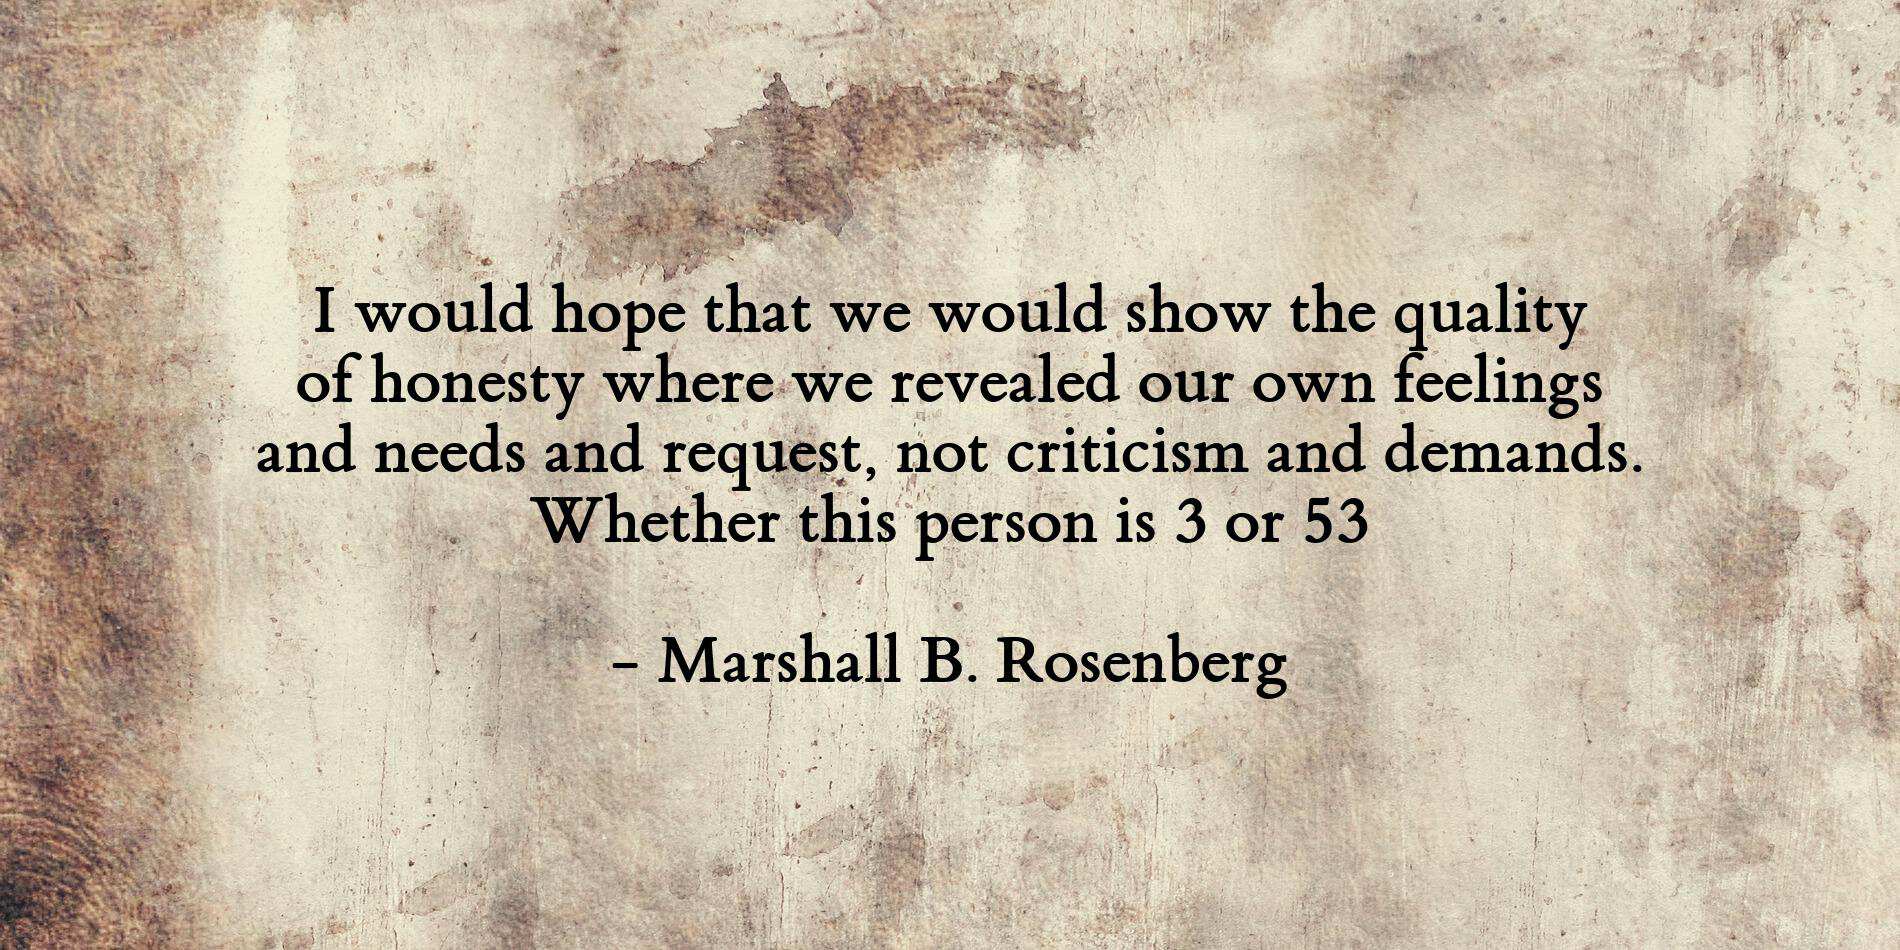 I would hope that we would show the quality
of honesty where we revealed our own feelings
and needs and request, not criticism and demands.
Whether this person is 3 or 53
- Marshall B. Rosenberg